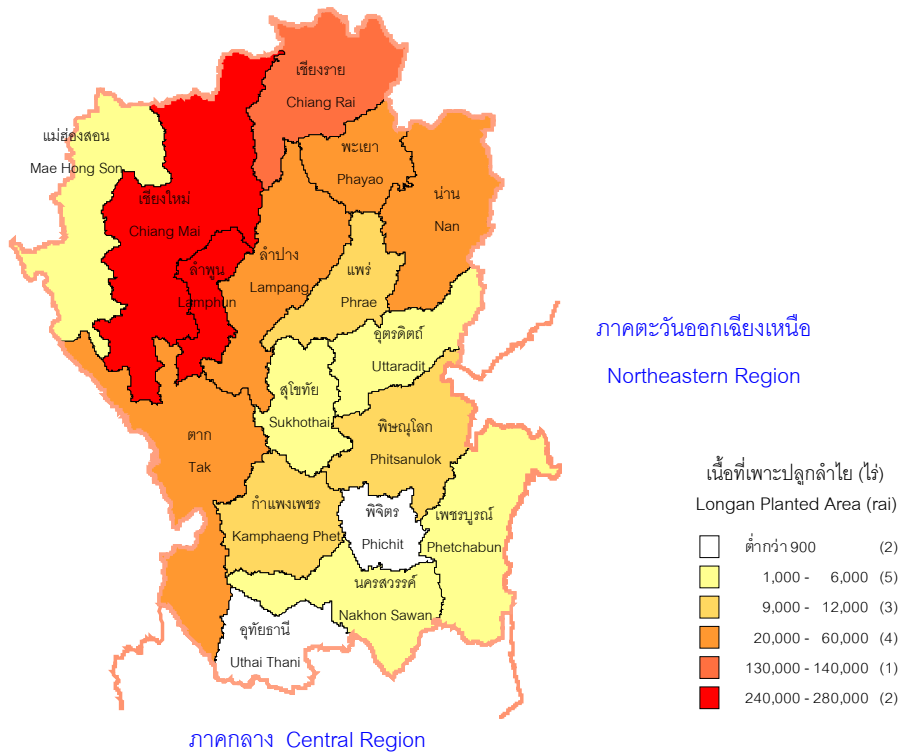 เชียงราย
Chiang Rai
แม่ฮ่องสอน
Mae Hong Son
พะเยา
Phayao
น่าน
Nan
เชียงใหม่
Chiang Mai
ลำพูน
Lamphun
ลำปาง
Lampang
แพร่
Phrae
อุตรดิตถ์
Uttaradit
ภาคตะวันออกเฉียงเหนือ
Northeastern Region
สุโขทัย
Sukhothai
ตาก
Tak
พิษณุโลก
Phitsanulok
กำแพงเพชร
Kamphaeng Phet
พิจิตร
Phichit
เพชรบูรณ์
Phetchabun
นครสวรรค์
Nakhon Sawan
อุทัยธานี
Uthai Thani
เนื้อที่เพาะปลูกลำไย (ไร่)
Longan Planted Area (rai)
ต่ำกว่า 900 (2)
1,000 - 6,000 (5)
9,000 - 12,000 (3)
20,000 - 60,000 (4)
130,000 - 140,000 (1)
240,000 - 280,000 (2)
ภาคกลาง Central Region